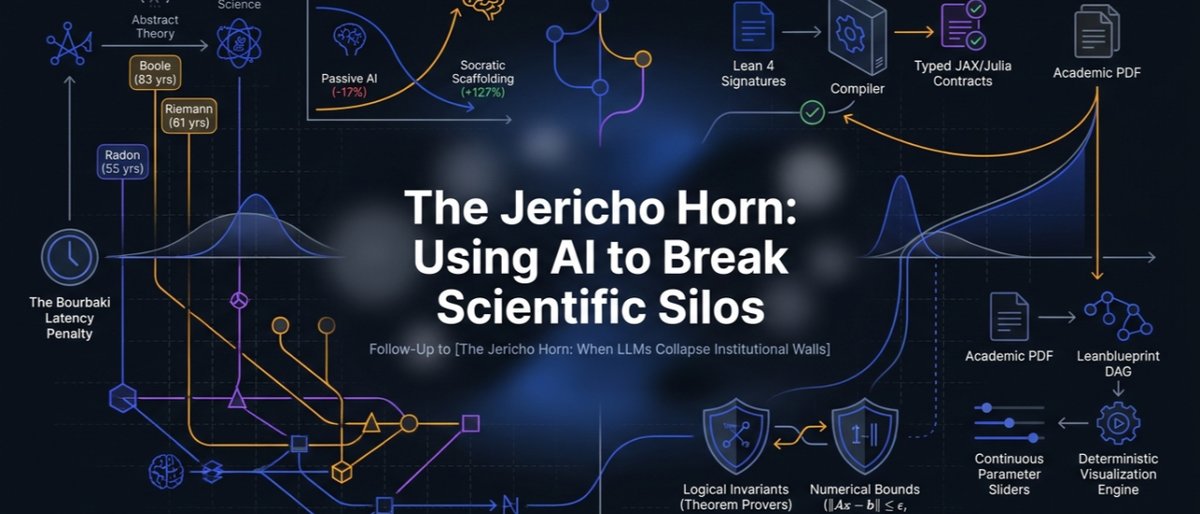 Science
Abstract
Theory
Boole
(83 yrs)
Riemann
(61 yrs)
Radon
(55 yrs)
The Bourbaki
Latency
Penalty
Passive AI
(-17%)
Socratic
Scaffolding
(+127%)
Lean 4
Signatures
Compiler
Typed JAX/Julia
Contracts
Academic PDF
The Jericho Horn:
Using AI to Break
Scientific Silos
Follow-Up to [The Jericho Horn: When LLMs Collapse Institutional Walls]
Academic PDF
Leanblueprint
DAG
Continuous
Parameter
Sliders
Deterministic
Visualization
Engine
Logical Invariants
(Theorem Provers)
Numerical Bounds
(‖Ax − b‖ ≤ ϵ,